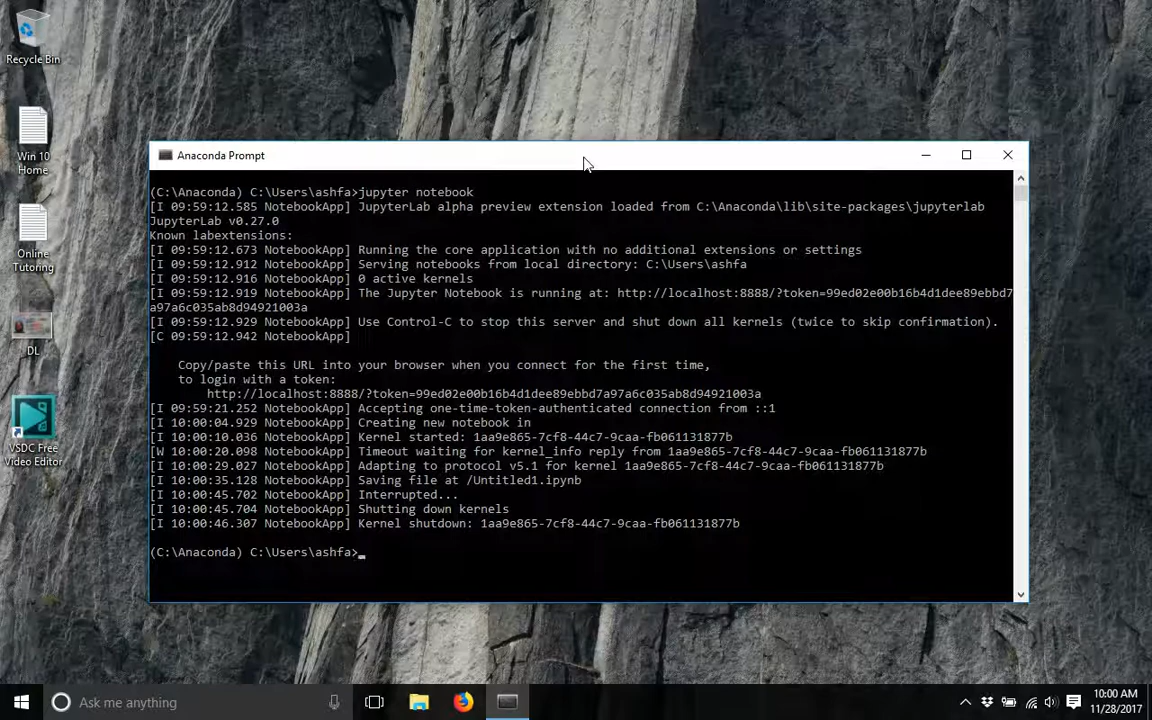 Recycle Bin
Win 10
Home
Online
Tutoring
DL
VSDC Free
Video Editor
Anaconda Prompt
(C:\Anaconda) C:\Users\ashfa>jupyter notebook
[I 09:59:12.585 NotebookApp] JupyterLab alpha preview extension loaded from C:\Anaconda\lib\site-packages\jupyterlab
JupyterLab v0.27.0
Known labextensions:
[I 09:59:12.673 NotebookApp] Running the core application with no additional extensions or settings
[I 09:59:12.912 NotebookApp] Serving notebooks from local directory: C:\Users\ashfa
[I 09:59:12.916 NotebookApp] 0 active kernels
[I 09:59:12.919 NotebookApp] The Jupyter Notebook is running at: http://localhost:8888/?token=99ed02e00b16b4d1dee89ebbd7
a97a6c035ab8d94921003a
[I 09:59:12.929 NotebookApp] Use Control-C to stop this server and shut down all kernels (twice to skip confirmation).
[C 09:59:12.942 NotebookApp]
Copy/paste this URL into your browser when you connect for the first time,
to login with a token:
http://localhost:8888/?token=99ed02e00b16b4d1dee89ebbd7a97a6c035ab8d94921003a
[I 09:59:21.252 NotebookApp] Accepting one-time-token-authenticated connection from ::1
[I 10:00:04.929 NotebookApp] Creating new notebook in
[I 10:00:10.036 NotebookApp] Kernel started: 1aa9e865-7cf8-44c7-9caa-fb061131877b
[W 10:00:20.098 NotebookApp] Timeout waiting for kernel_info reply from 1aa9e865-7cf8-44c7-9caa-fb061131877b
[I 10:00:29.027 NotebookApp] Adapting to protocol v5.1 for kernel 1aa9e865-7cf8-44c7-9caa-fb061131877b
[I 10:00:35.128 NotebookApp] Saving file at /Untitled1.ipynb
[I 10:00:45.702 NotebookApp] Interrupted...
[I 10:00:45.704 NotebookApp] Shutting down kernels
[I 10:00:46.307 NotebookApp] Kernel shutdown: 1aa9e865-7cf8-44c7-9caa-fb061131877b
(C:\Anaconda) C:\Users\ashfa>_
Ask me anything
10:00 AM
11/28/2017